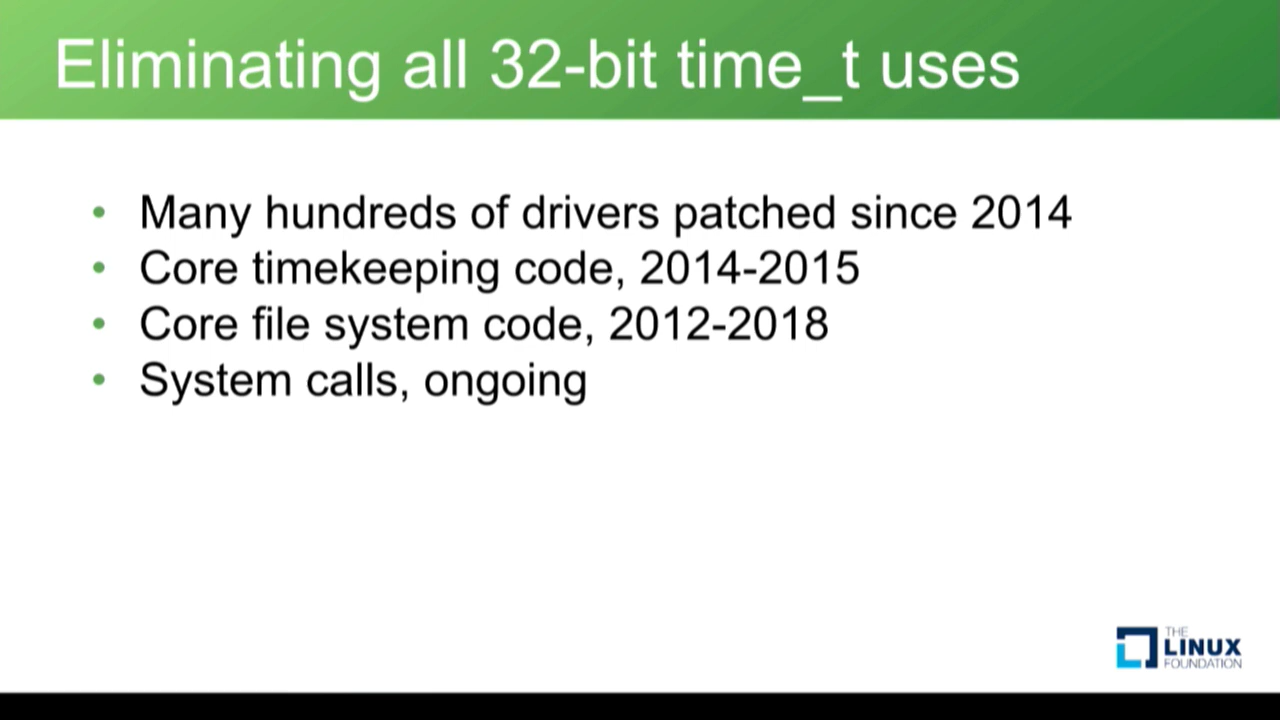 Eliminating all 32-bit time_t uses
• Many hundreds of drivers patched since 2014
• Core timekeeping code, 2014-2015
• Core file system code, 2012-2018
• System calls, ongoing
THE
LINUX
FOUNDATION